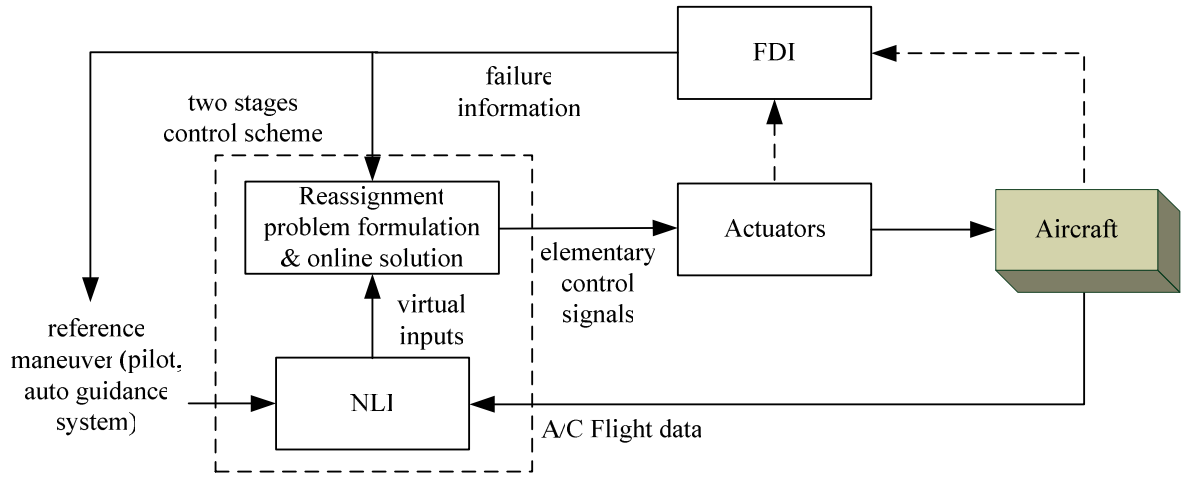 FDI
failure
information
two stages
control scheme
Reassignment
problem formulation
& online solution
elementary
control
signals
Actuators
Aircraft
virtual
inputs
reference
maneuver (pilot,
auto guidance
system)
NLI
A/C Flight data